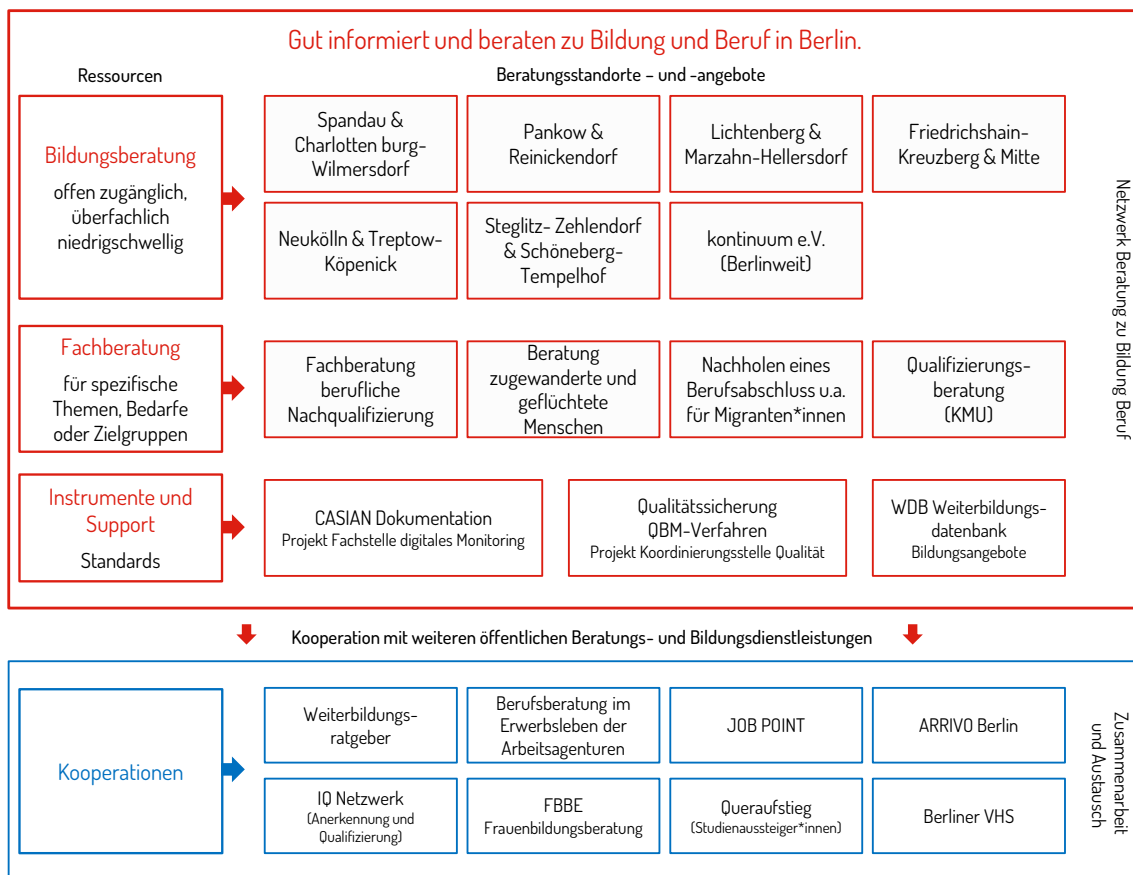 Gut informiert und beraten zu Bildung und Beruf in Berlin.
Ressourcen
Beratungsstandorte – und -angebote
Bildungsberatung
offen zugänglich,
überfachlich
niedrigschwellig
Spandau &
Charlotten burg-
Wilmersdorf
Pankow &
Reinickendorf
Lichtenberg &
Marzahn-Hellersdorf
Friedrichshain-
Kreuzberg & Mitte
Neukölln & Treptow-
Köpenick
Steglitz- Zehlendorf
& Schöneberg-
Tempelhof
kontinuum e.V.
(Berlinweit)
Fachberatung
für spezifische
Themen, Bedarfe
oder Zielgruppen
Fachberatung
berufliche
Nachqualifizierung
Beratung
zugewanderte und
geflüchtete
Menschen
Nachholen eines
Berufsabschluss u.a.
für Migranten*innen
Qualifizierungs-
beratung
(KMU)
Instrumente und
Support
Standards
CASIAN Dokumentation
Projekt Fachstelle digitales Monitoring
Qualitätssicherung
QBM-Verfahren
Projekt Koordinierungsstelle Qualität
WDB Weiterbildungs-
datenbank
Bildungsangebote
Netzwerk Beratung zu Bildung Beruf
Kooperation mit weiteren öffentlichen Beratungs- und Bildungsdienstleistungen
Kooperationen
Weiterbildungs-
ratgeber
Berufsberatung im
Erwerbsleben der
Arbeitsagenturen
JOB POINT
ARRIVO Berlin
IQ Netzwerk
(Anerkennung und
Qualifizierung)
FBBE
Frauenbildungsberatung
Queraufstieg
(Studienaussteiger*innen)
Berliner VHS
Zusammenarbeit
und Austausch